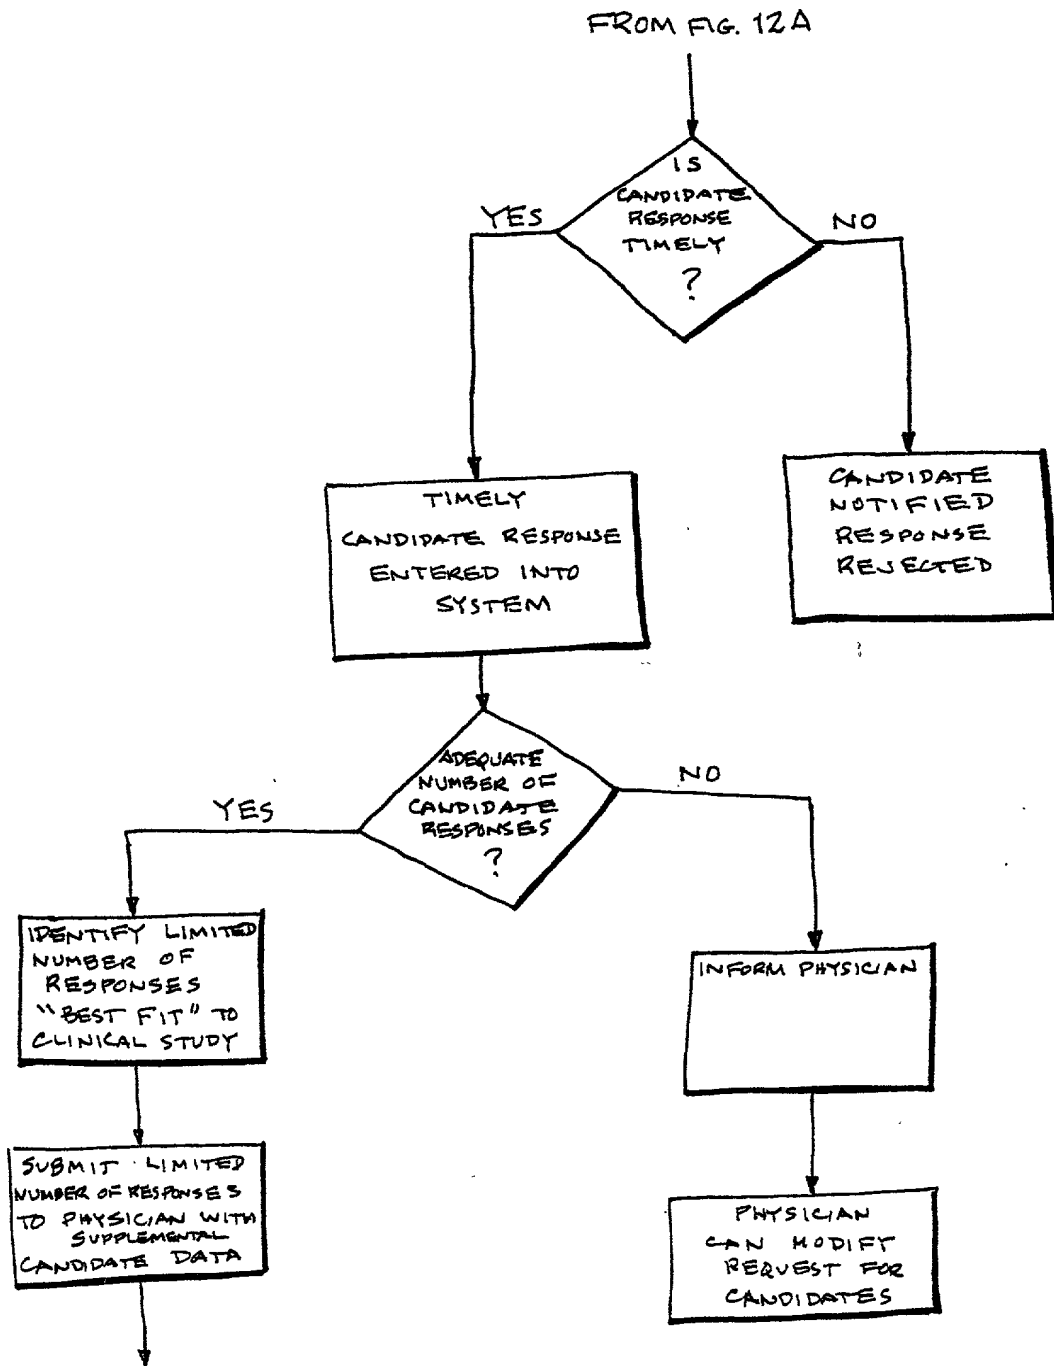 FROM FIG. 12A
IS
CANDIDATE
RESPONSE
TIMELY
?
YES
NO
TIMELY
CANDIDATE RESPONSE
ENTERED INTO
SYSTEM
CANDIDATE
NOTIFIED
RESPONSE
REJECTED
ADEQUATE
NUMBER OF
CANDIDATE
RESPONSES
?
YES
NO
IDENTIFY LIMITED
NUMBER OF
RESPONSES
"BEST FIT" TO
CLINICAL STUDY
INFORM PHYSICIAN
SUBMIT LIMITED
NUMBER OF RESPONSES
TO PHYSICIAN WITH
SUPPLEMENTAL
CANDIDATE DATA
PHYSICIAN
CAN MODIFY
REQUEST FOR
CANDIDATES